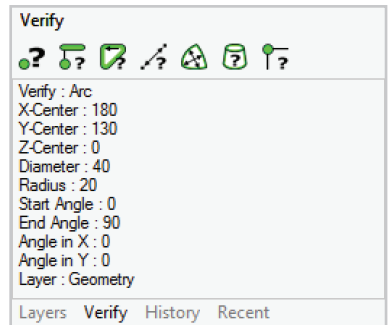 Verify
Verify : Arc
X-Center : 180
Y-Center : 130
Z-Center : 0
Diameter : 40
Radius : 20
Start Angle : 0
End Angle : 90
Angle in X : 0
Angle in Y : 0
Layer : Geometry
Layers Verify History Recent